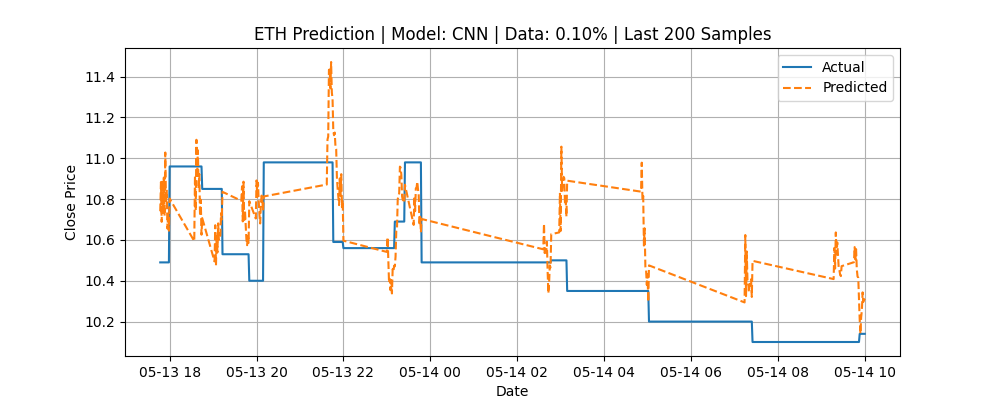 ETH Prediction | Model: CNN | Data: 0.10% | Last 200 Samples
Actual
Predicted
Close Price
11.4
11.2
11.0
10.8
10.6
10.4
10.2
05-13 18 05-13 20 05-13 22 05-14 00 05-14 02 05-14 04 05-14 06 05-14 08 05-14 10
Date